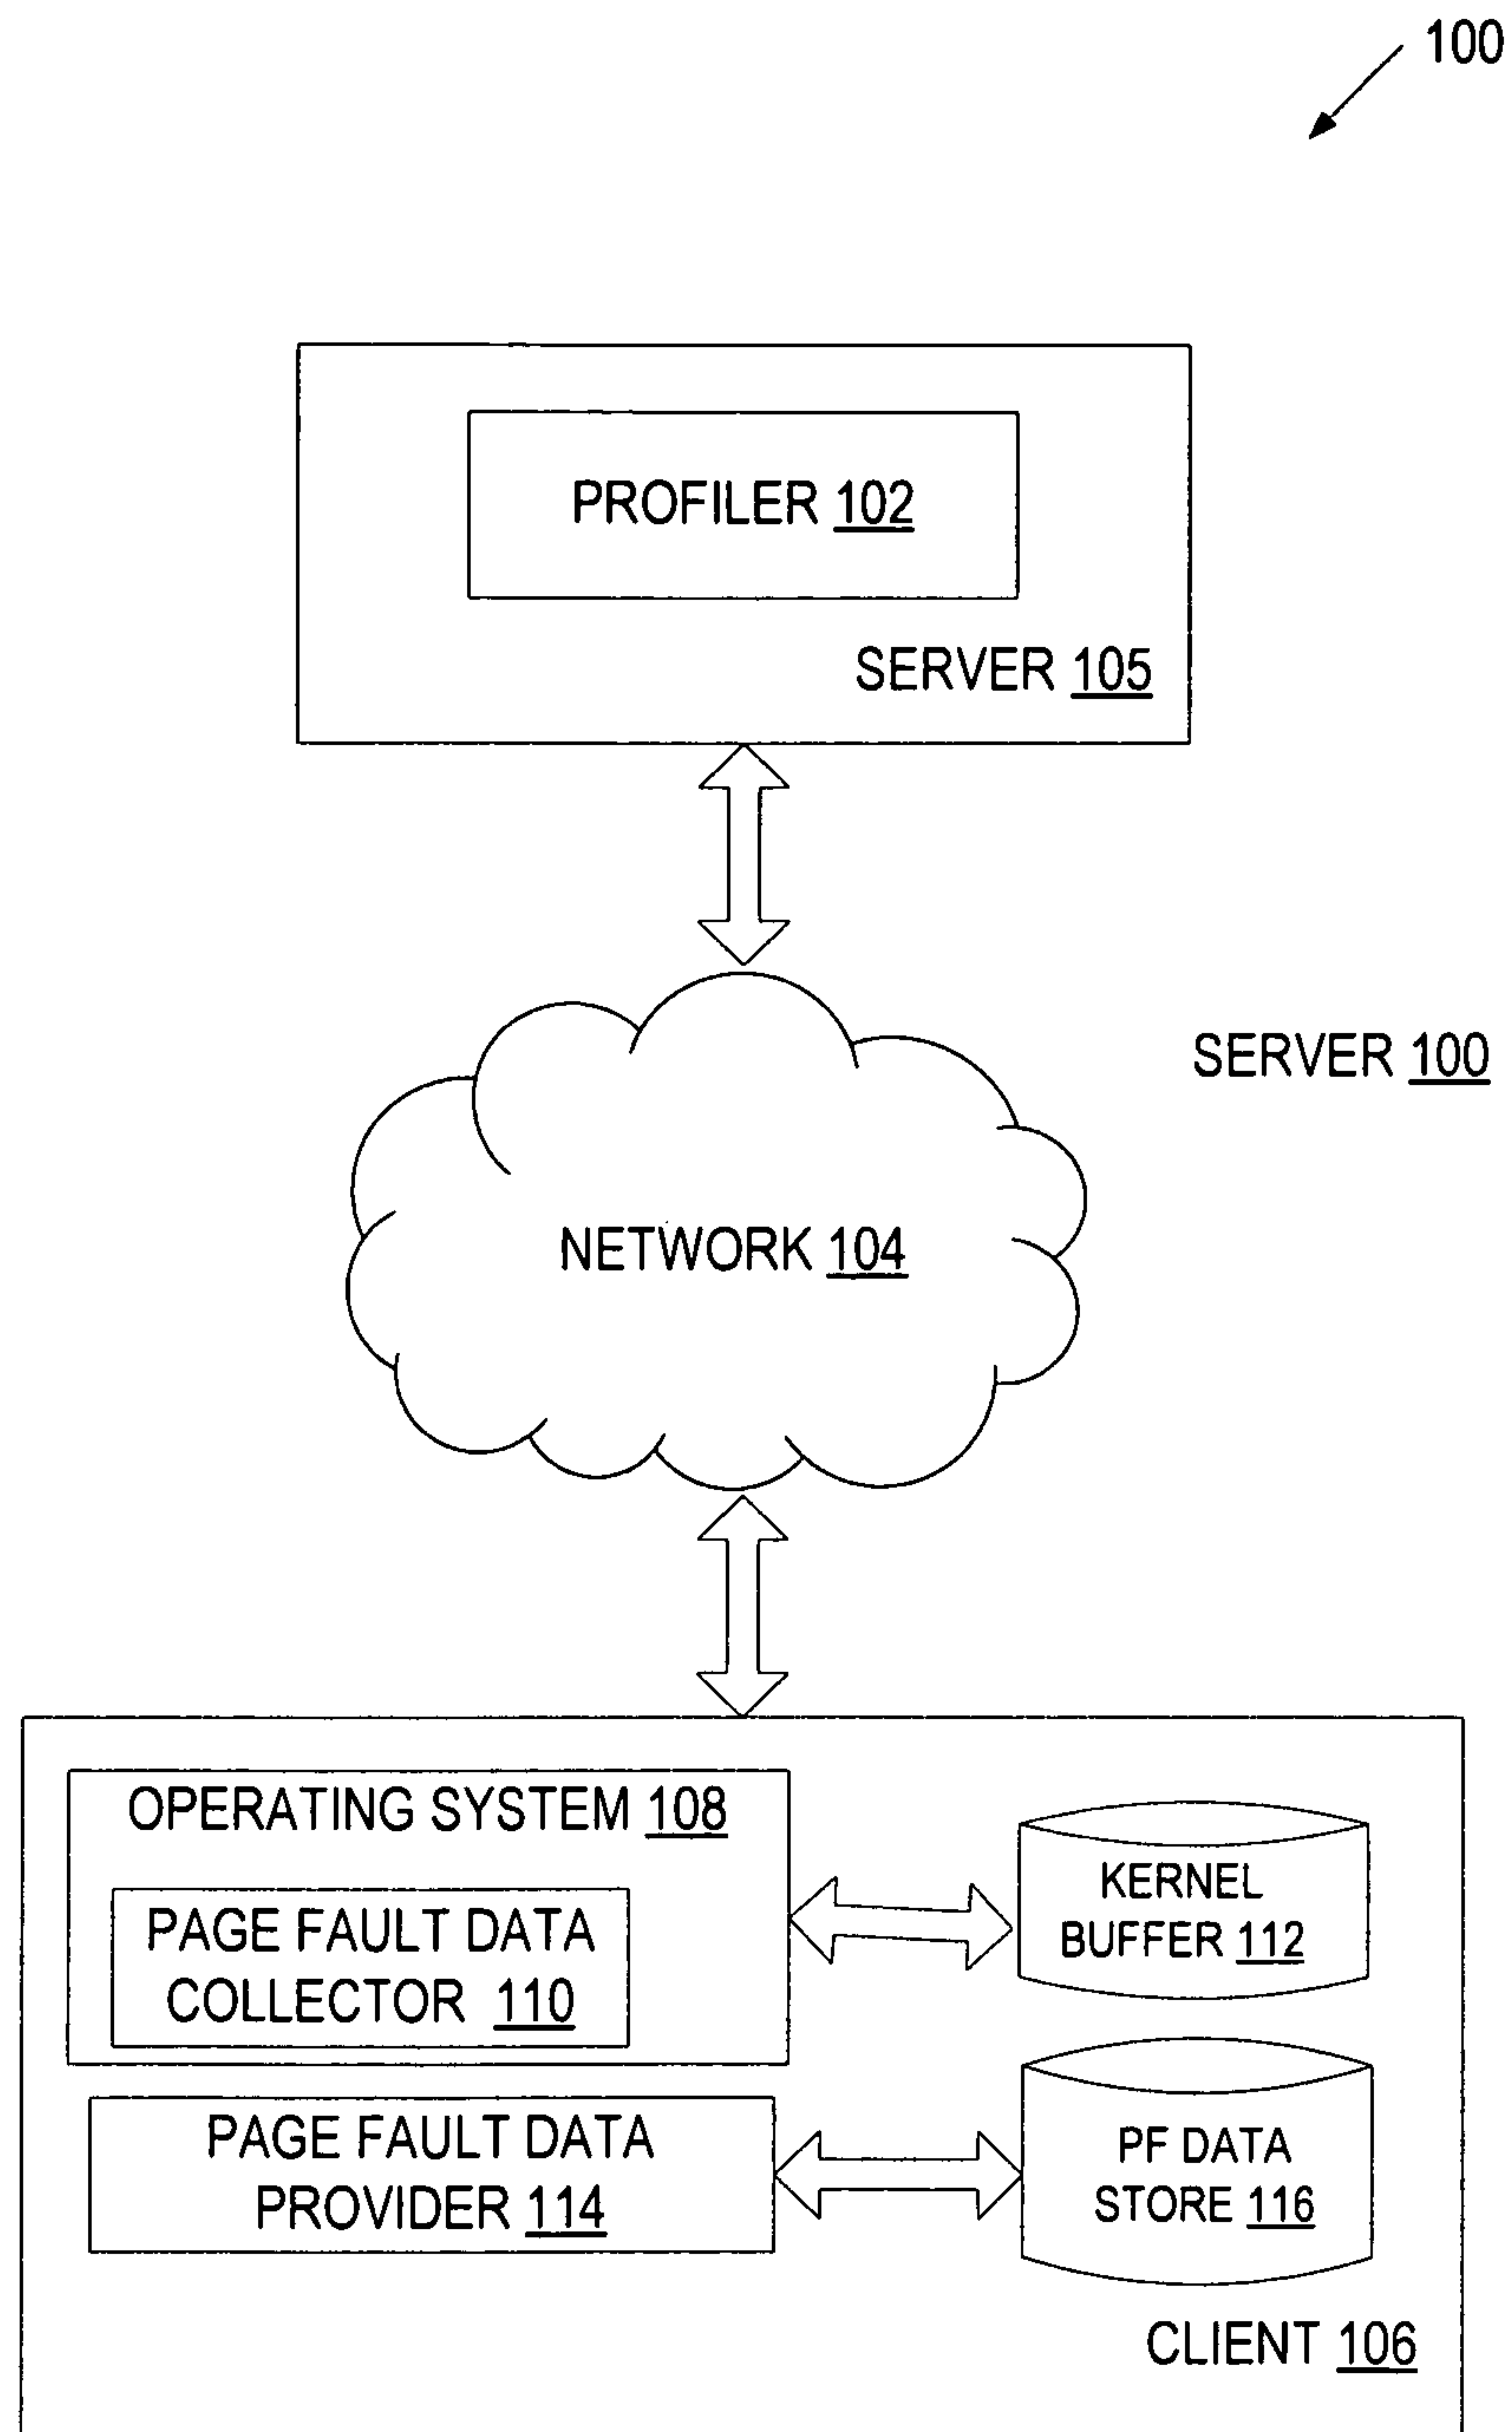 100
PROFILER 102
SERVER 105
SERVER 100
NETWORK 104
OPERATING SYSTEM 108
PAGE FAULT DATA
COLLECTOR 110
KERNEL
BUFFER 112
PAGE FAULT DATA
PROVIDER 114
PF DATA
STORE 116
CLIENT 106